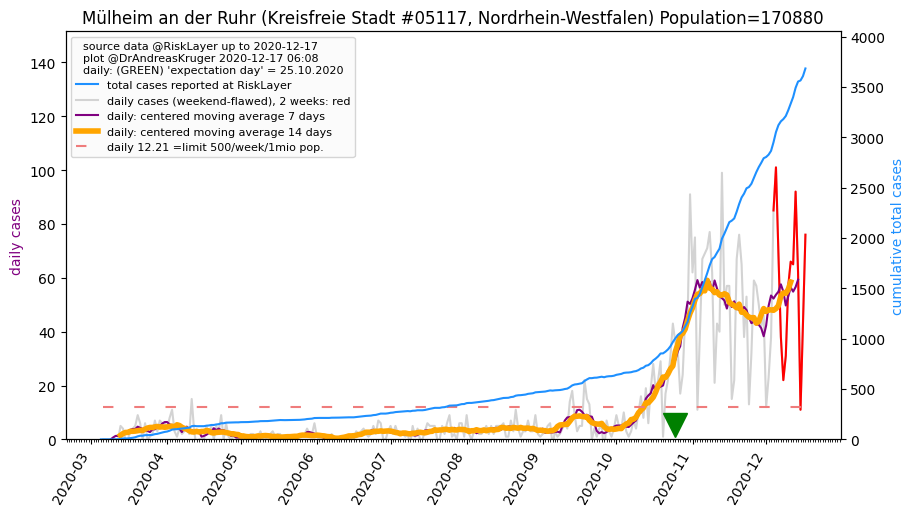 Mülheim an der Ruhr (Kreisfreie Stadt #05117, Nordrhein-Westfalen) Population=170880
source data @RiskLayer up to 2020-12-17
plot @DrAndreasKruger 2020-12-17 06:08
daily: (GREEN) 'expectation day' = 25.10.2020
total cases reported at RiskLayer
daily cases (weekend-flawed), 2 weeks: red
daily: centered moving average 7 days
daily: centered moving average 14 days
daily 12.21 =limit 500/week/1mio pop.
daily cases
140
120
100
80
60
40
20
0
cumulative total cases
4000
3500
3000
2500
2000
1500
1000
500
0
2020-03
2020-04
2020-05
2020-06
2020-07
2020-08
2020-09
2020-10
2020-11
2020-12